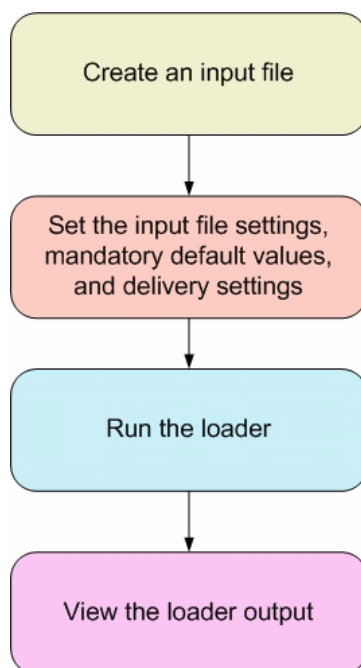 Create an input file
Set the input file settings,
mandatory default values,
and delivery settings
Run the loader
View the loader output